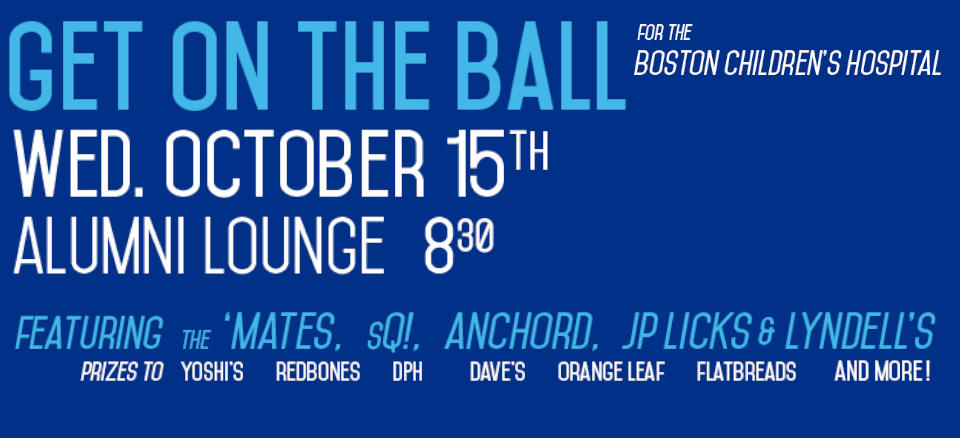 GET ON THE BALL
FOR THE
BOSTON CHILDREN'S HOSPITAL
WED. OCTOBER 15TH
ALUMNI LOUNGE 830
FEATURING THE 'MATES, SQ!, ANCHORD, JP LICKS & LYNDELL'S
PRIZES TO YOSHI'S REDBONES DPH DAVE'S ORANGE LEAF FLATBREADS AND MORE!